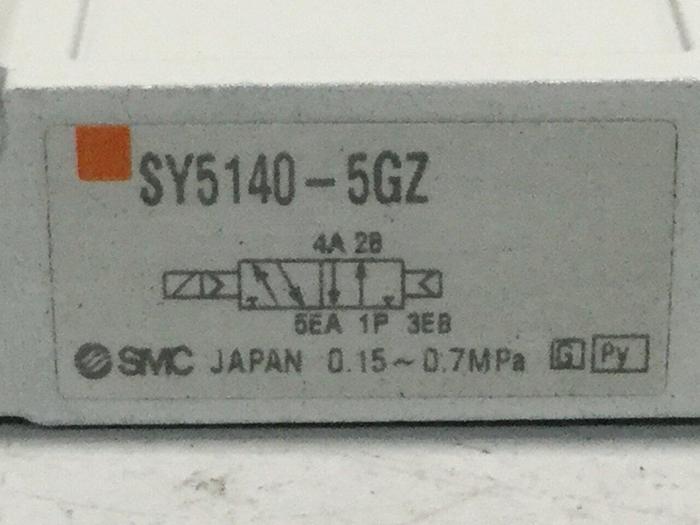 SY5140-5GZ
4A 2B
5EA 1P 3EB
SMC JAPAN 0.15~0.7MPa G Py